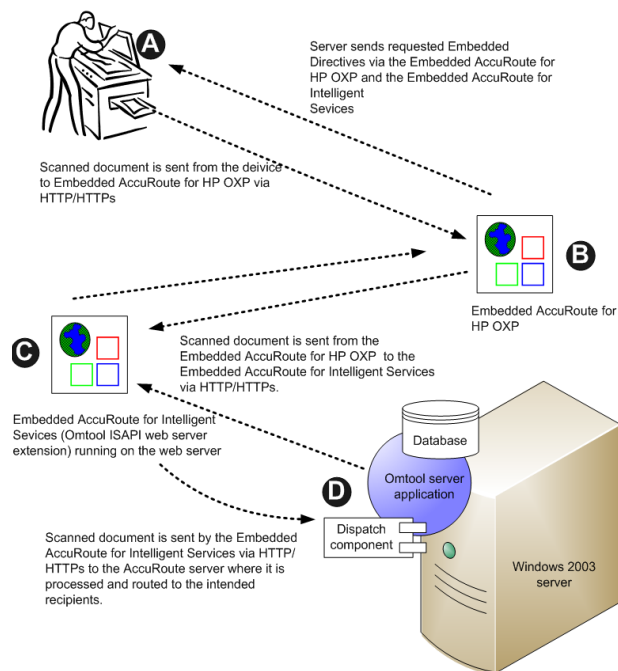 A
Server sends requested Embedded
Directives via the Embedded AccuRoute for
HP OXP and the Embedded AccuRoute for
Intelligent
Sevices
Scanned document is sent from the deivice
to Embedded AccuRoute for HP OXP via
HTTP/HTTPs
B
Embedded AccuRoute for
HP OXP
C
Scanned document is sent from the
Embedded AccuRoute for HP OXP to the
Embedded AccuRoute for Intelligent Services
via HTTP/HTTPs.
Embedded AccuRoute for Intelligent
Sevices (Omtool ISAPI web server
extension) running on the web server
Database
Omtool server
application
D
Dispatch
component
Scanned document is sent by the Embedded
AccuRoute for Intelligent Services via HTTP/
HTTPs to the AccuRoute server where it is
processed and routed to the intended
recipients.
Windows 2003
server